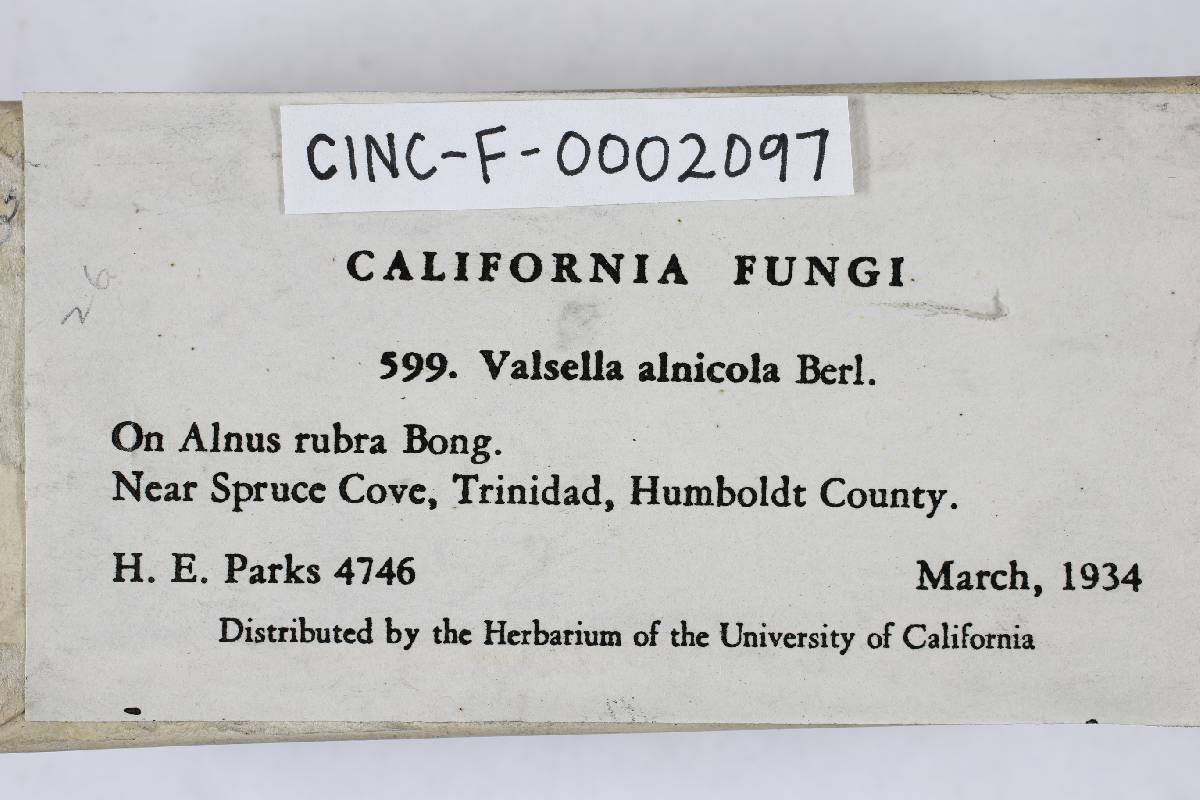 CINC-F-0002097
CALIFORNIA FUNGI
599. Valsella alnicola Berl.
On Alnus rubra Bong.
Near Spruce Cove, Trinidad, Humboldt County.
H. E. Parks 4746 March, 1934
Distributed by the Herbarium of the University of California
26